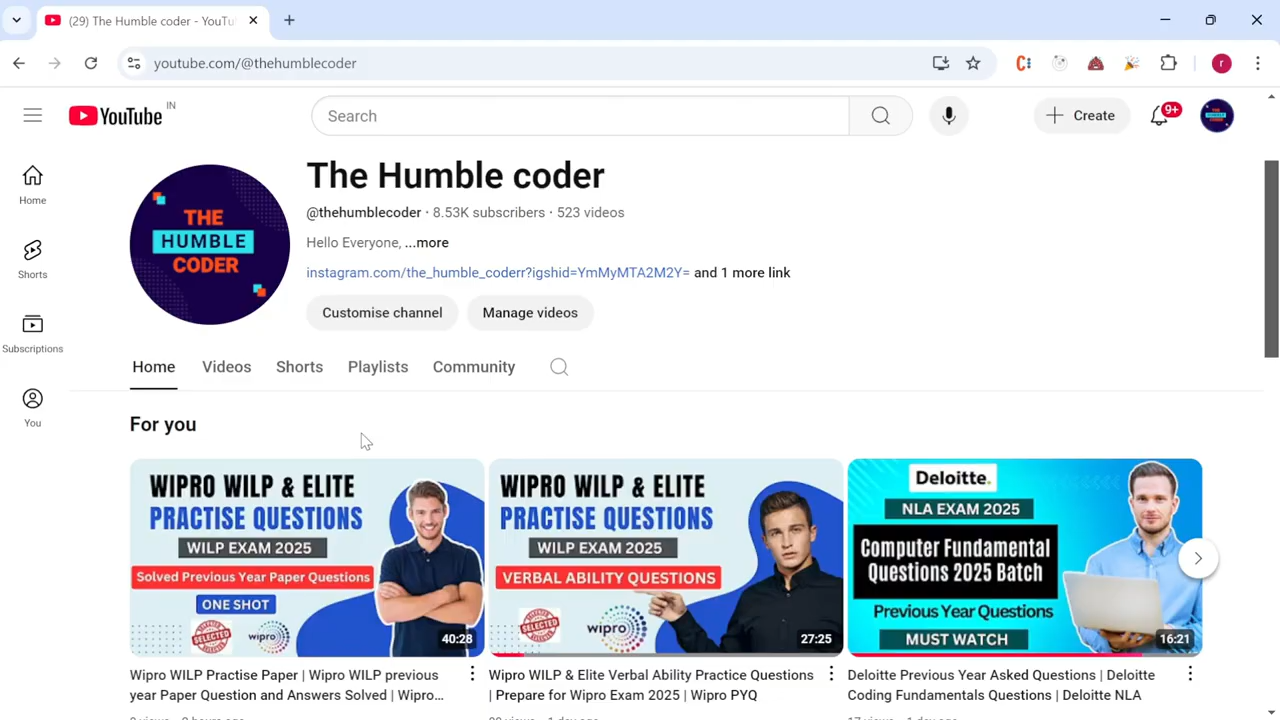 (29) The Humble coder - YouTu
youtube.com/@thehumblecoder
YouTube IN
Search
Create
9+
Home
Shorts
Subscriptions
You
THE
HUMBLE
CODER
The Humble coder
@thehumblecoder · 8.53K subscribers · 523 videos
Hello Everyone, ...more
instagram.com/the_humble_coderr?igshid=YmMyMTA2M2Y= and 1 more link
Customise channel Manage videos
Home Videos Shorts Playlists Community
For you
WIPRO WILP & ELITE
PRACTISE QUESTIONS
WILP EXAM 2025
Solved Previous Year Paper Questions
ONE SHOT
SELECTED
wipro
40:28
Wipro WILP Practise Paper | Wipro WILP previous
year Paper Question and Answers Solved | Wipro...
WIPRO WILP & ELITE
PRACTISE QUESTIONS
WILP EXAM 2025
VERBAL ABILITY QUESTIONS
SELECTED
wipro
27:25
Wipro WILP & Elite Verbal Ability Practice Questions
| Prepare for Wipro Exam 2025 | Wipro PYQ
Deloitte.
NLA EXAM 2025
Computer Fundamental
Questions 2025 Batch
Previous Year Questions
MUST WATCH
16:21
Deloitte Previous Year Asked Questions | Deloitte
Coding Fundamentals Questions | Deloitte NLA